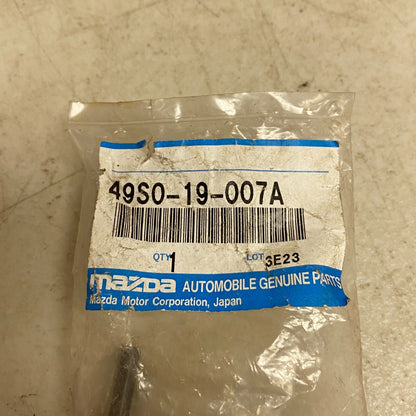 49S0-19-007A
QTY 1 LOT 3E23
mazda AUTOMOBILE GENUINE PARTS
Mazda Motor Corporation, Japan